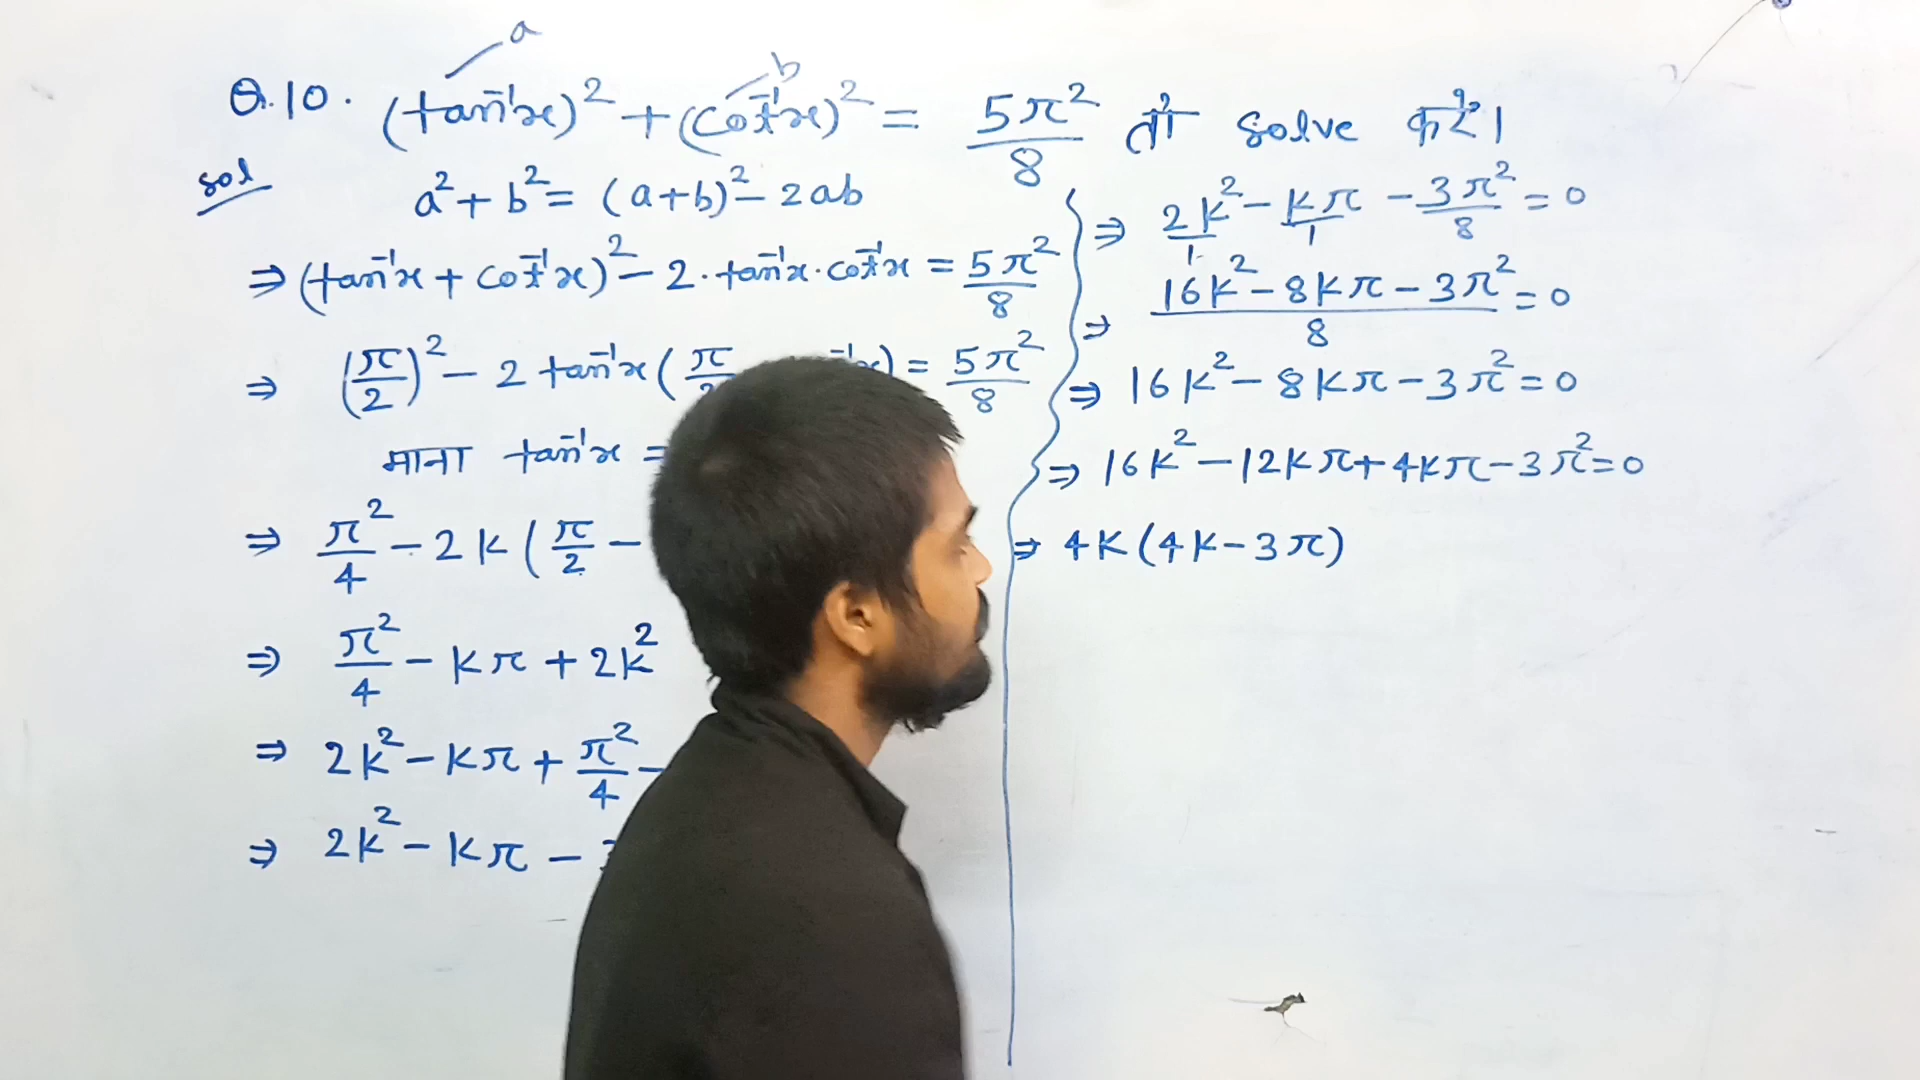 a
b
Q.10. (tan⁻¹x)² + (cot⁻¹x)² = 5π²/8 तो solve करें।
sol
a² + b² = (a+b)² - 2ab
⇒ (tan⁻¹x + cot⁻¹x)² - 2·tan⁻¹x·cot⁻¹x = 5π²/8
⇒ (π/2)² - 2 tan⁻¹x (π ⁻¹x) = 5π²/8
माना tan⁻¹x =
⇒ π²/4 - 2k (π/2 -
⇒ π²/4 - kπ + 2k²
⇒ 2k² - kπ + π²/4 -
⇒ 2k² - kπ -
⇒ 2k²/1 - kπ/1 - 3π²/8 = 0
⇒ (16k² - 8kπ - 3π²)/8 = 0
⇒ 16k² - 8kπ - 3π² = 0
⇒ 16k² - 12kπ + 4kπ - 3π² = 0
⇒ 4k (4k - 3π)